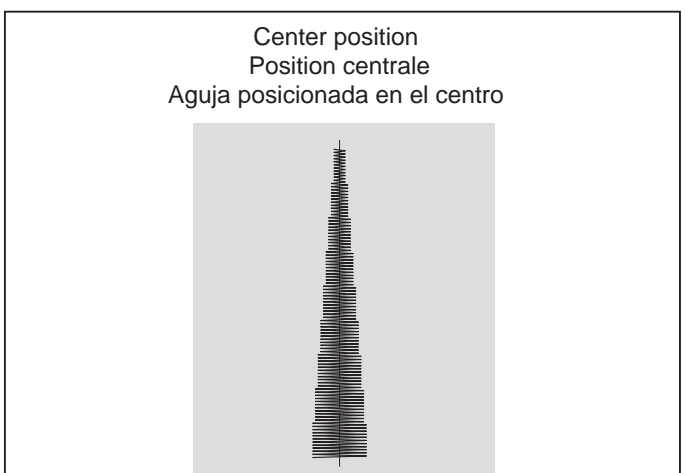 Center position
Position centrale
Aguja posicionada en el centro